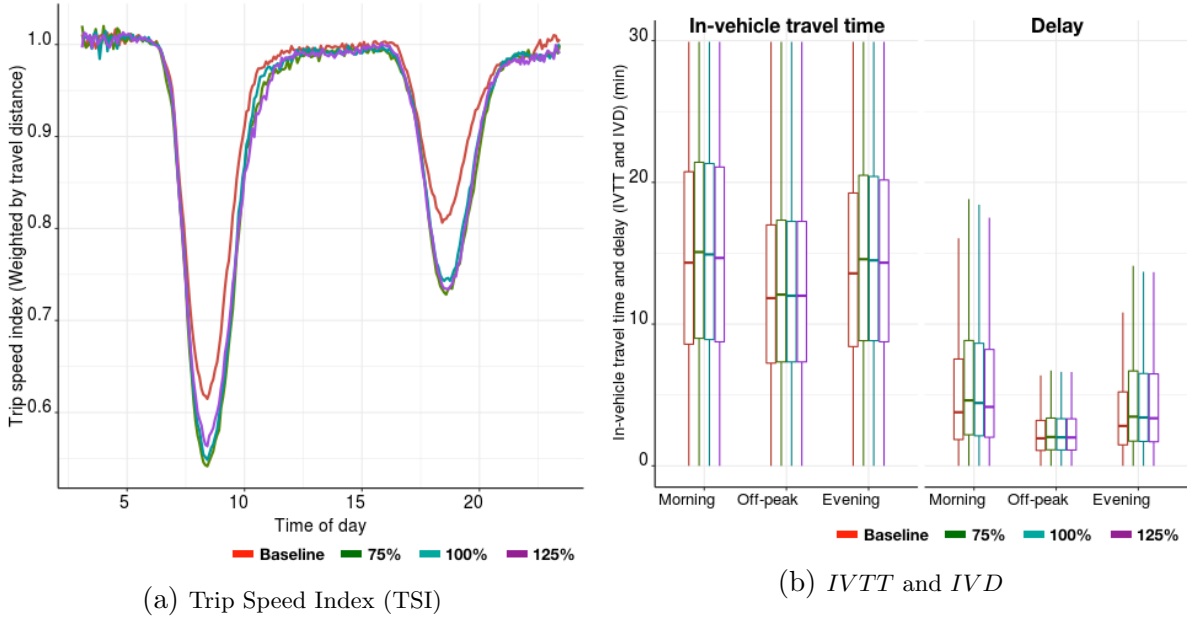 Trip speed index (Weighted by travel distance)
1.0
0.9
0.8
0.7
0.6
5
10
15
20
Time of day
Baseline 75% 100% 125%
(a) Trip Speed Index (TSI)
In-vehicle travel time and delay (IVTT and IVD) (min)
In-vehicle travel time
Delay
30
20
10
0
Morning Off-peak Evening
Morning Off-peak Evening
Baseline 75% 100% 125%
(b) IVTT and IVD